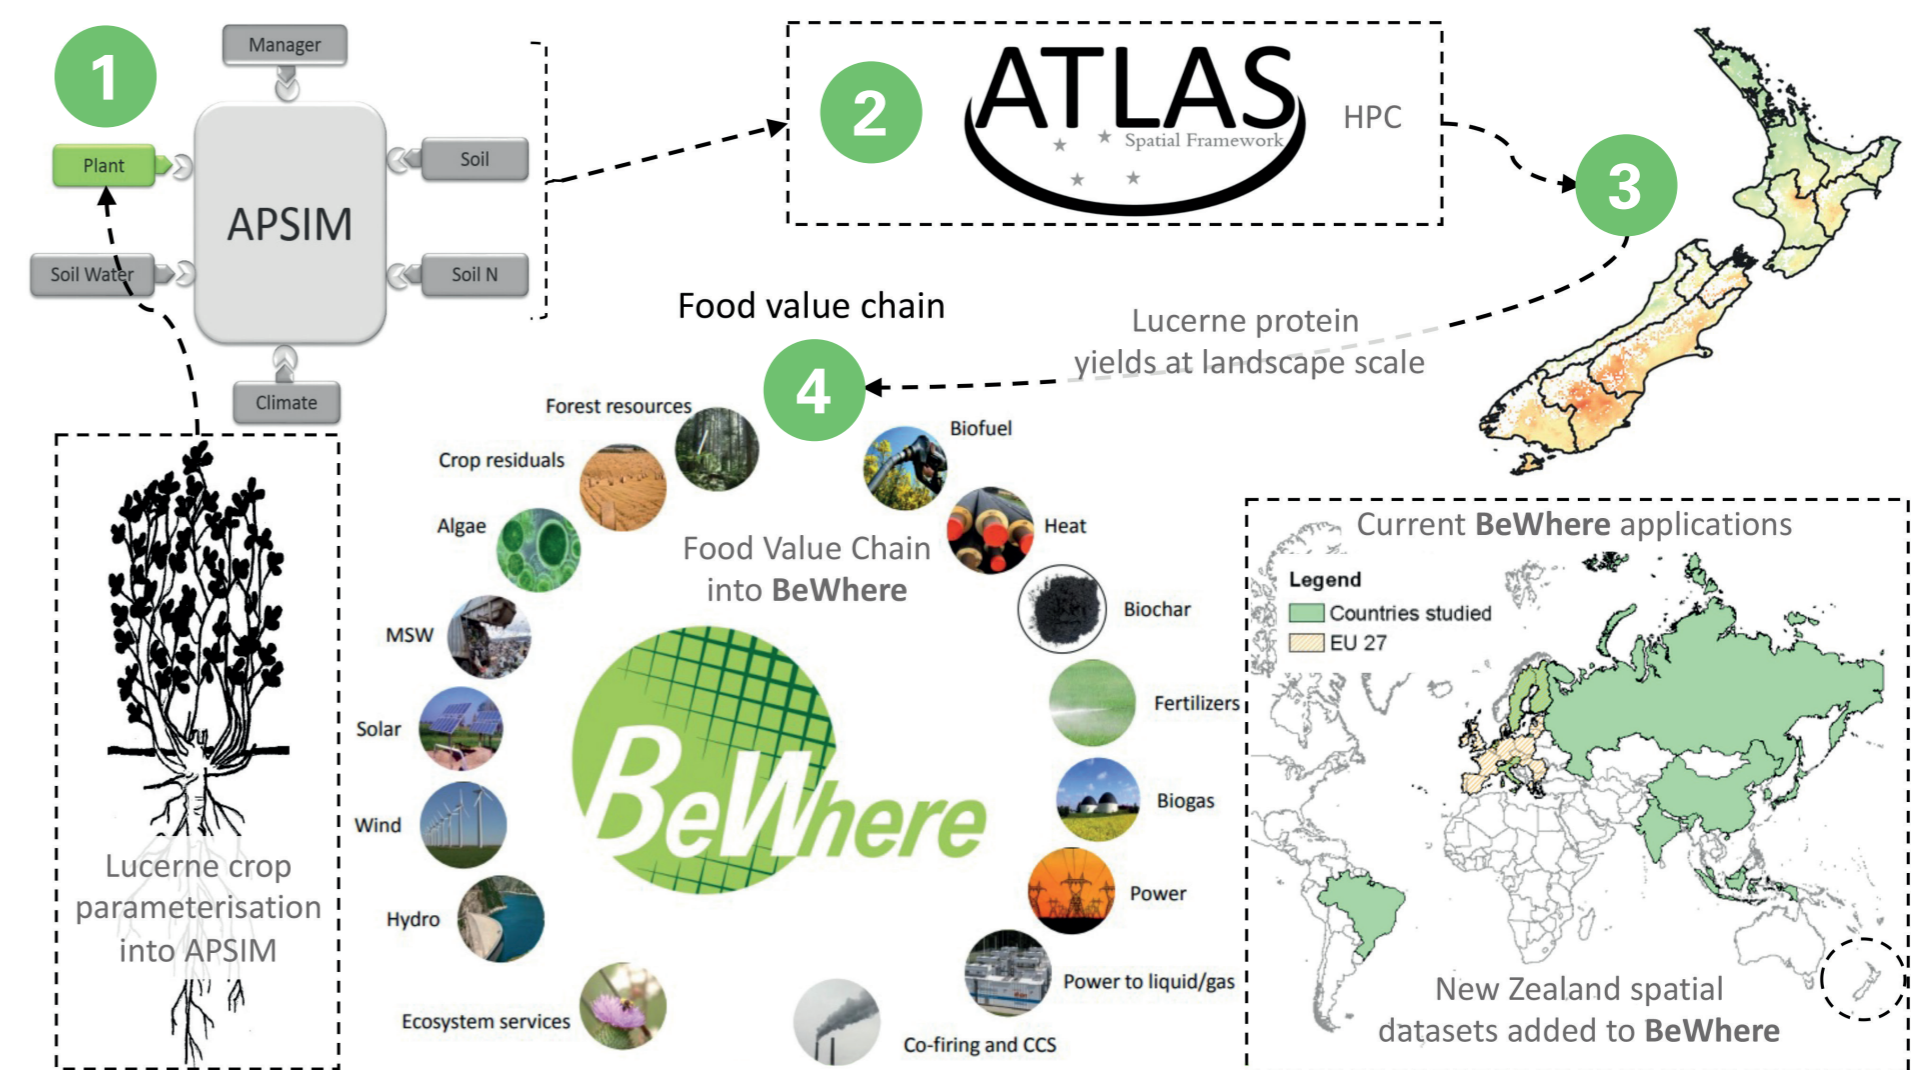 1
Manager
Plant
Soil
APSIM
Soil Water
Soil N
Climate
Lucerne crop
parameterisation
into APSIM
2
ATLAS
Spatial Framework
HPC
3
Lucerne protein
yields at landscape scale
Food value chain
4
Forest resources
Crop residuals
Algae
MSW
Solar
Wind
Hydro
Ecosystem services
Biofuel
Heat
Biochar
Fertilizers
Biogas
Power
Power to liquid/gas
Co-firing and CCS
Food Value Chain
into BeWhere
BeWhere
Current BeWhere applications
Legend
Countries studied
EU 27
New Zealand spatial
datasets added to BeWhere